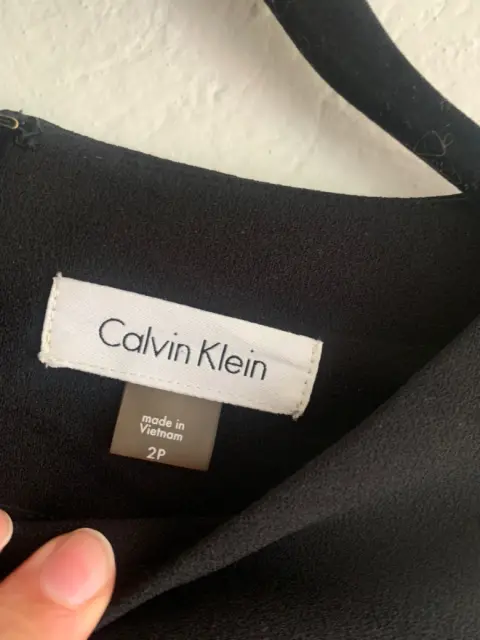 Calvin Klein
made in
Vietnam
2P